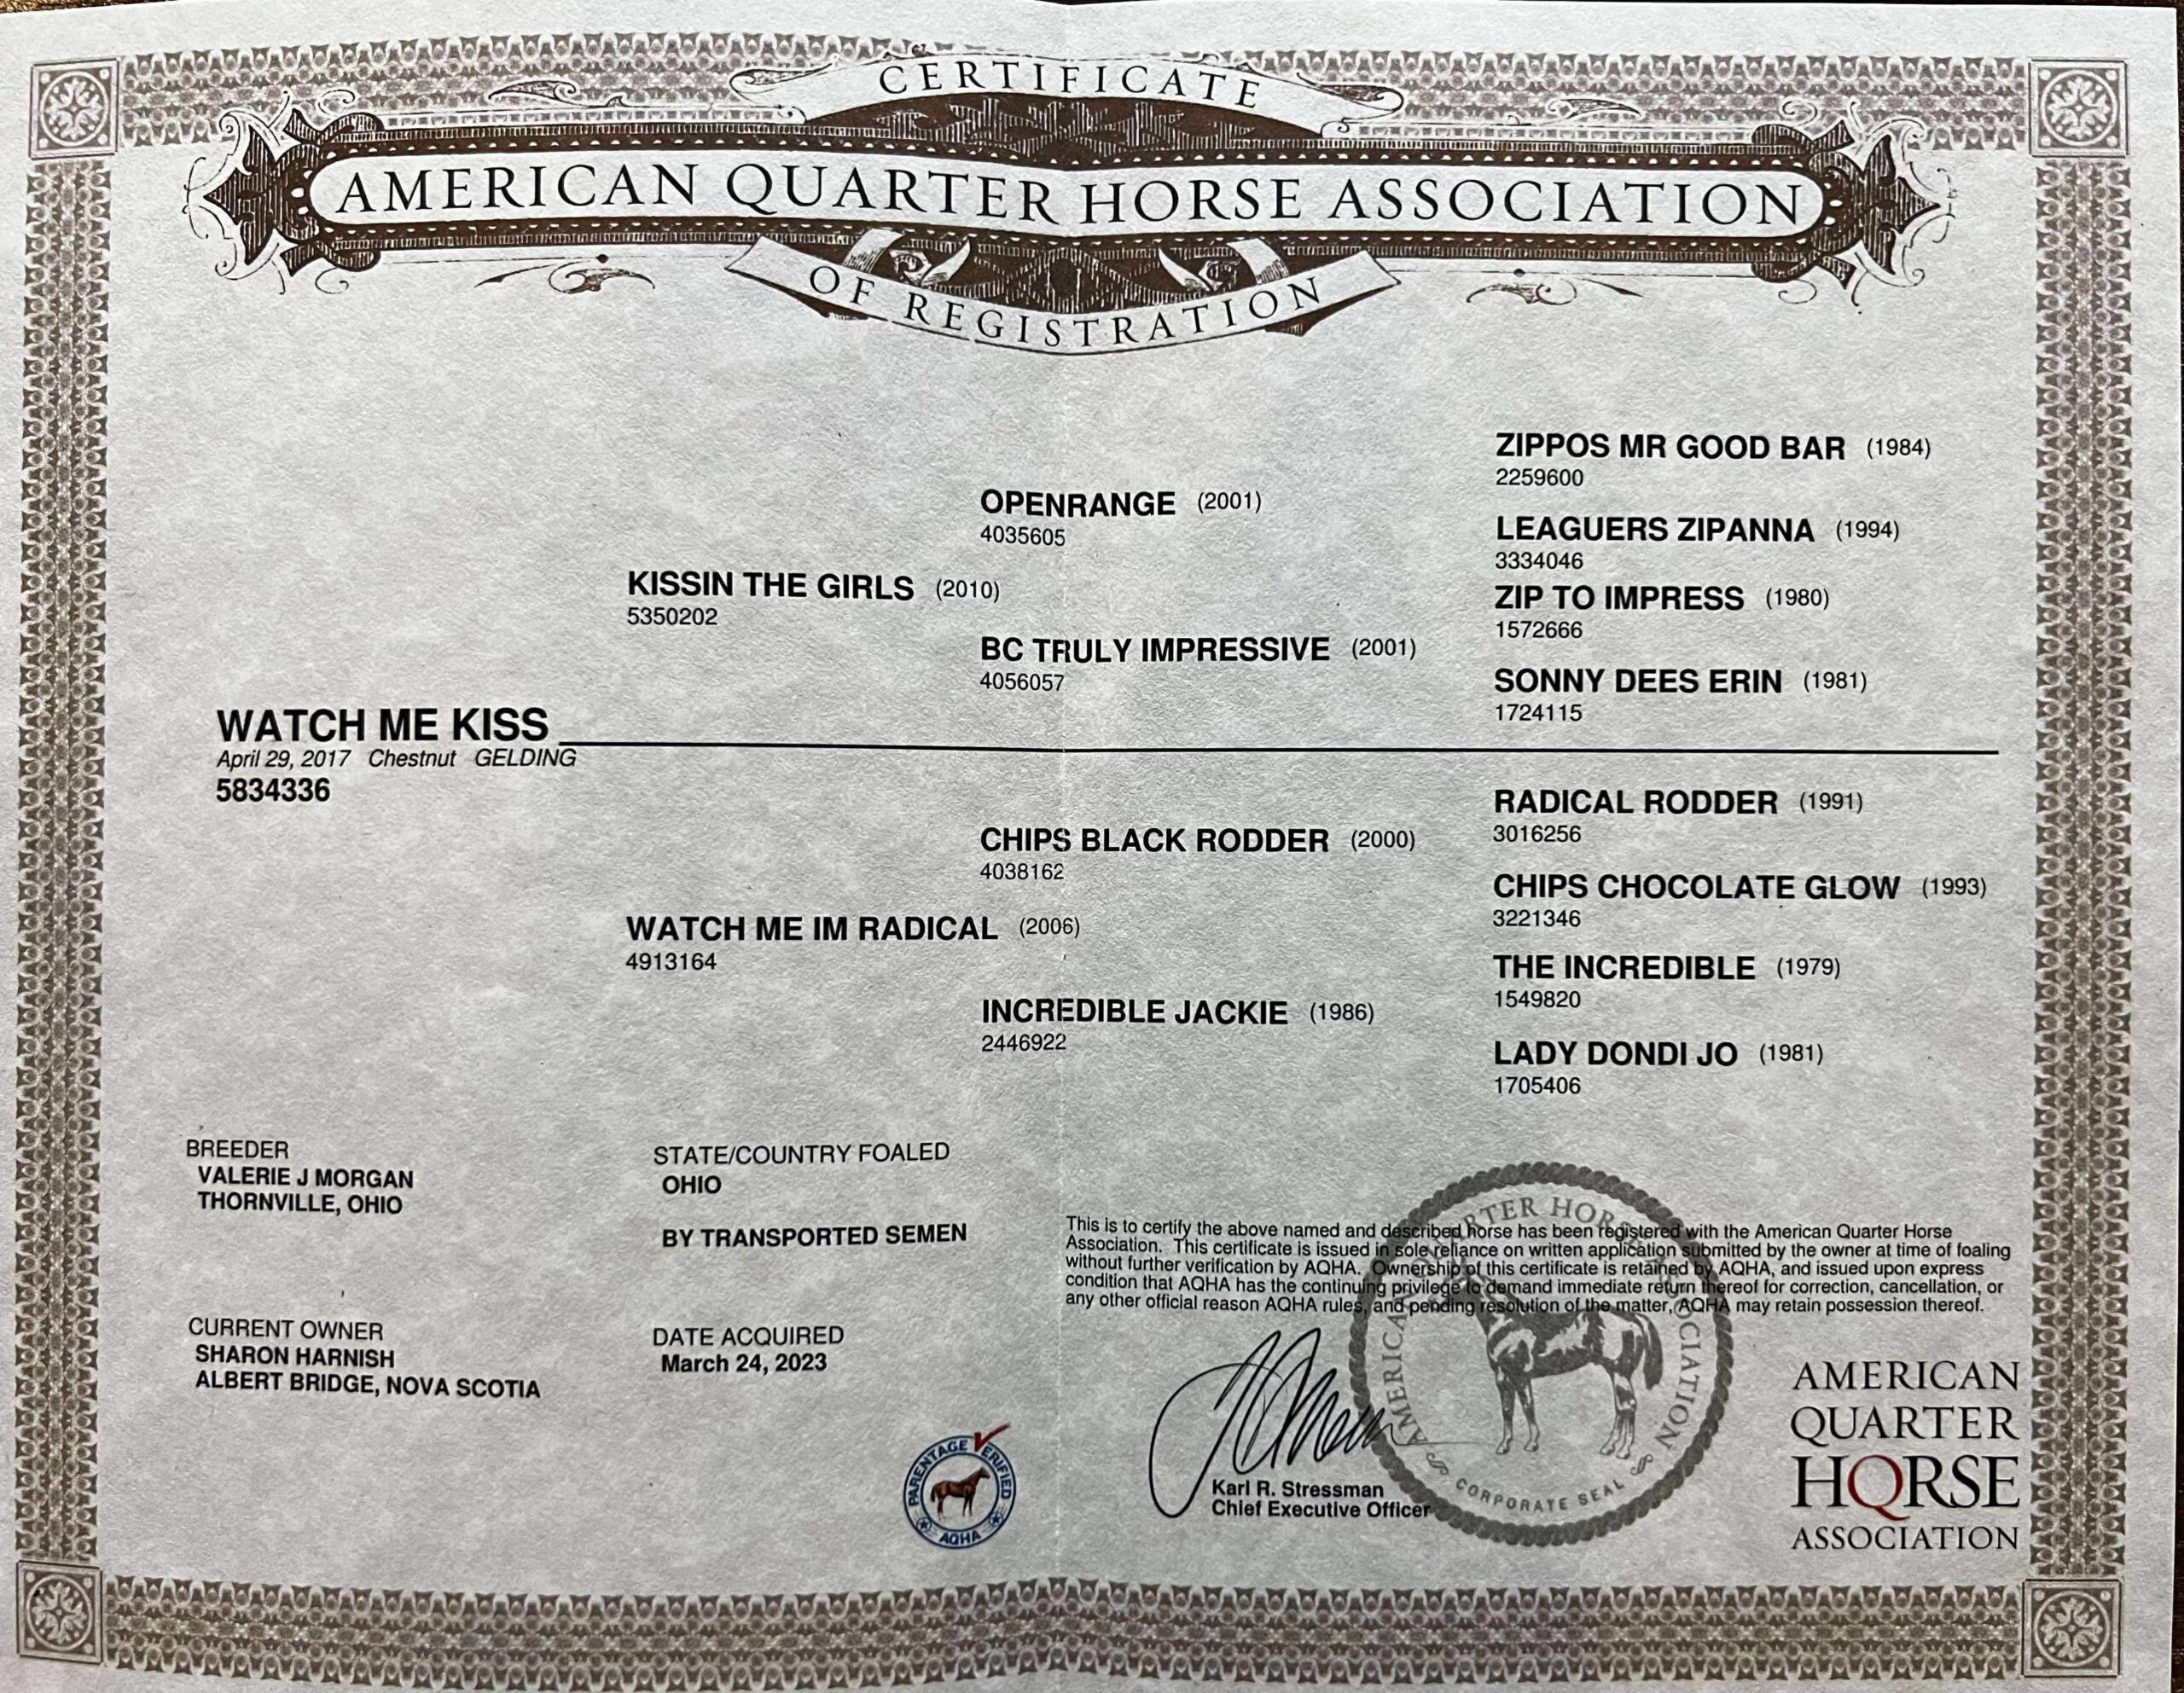 CERTIFICATE
AMERICAN QUARTER HORSE ASSOCIATION
OF REGISTRATION
ZIPPOS MR GOOD BAR (1984)
2259600
OPENRANGE (2001)
4035605
LEAGUERS ZIPANNA (1994)
3334046
KISSIN THE GIRLS (2010)
5350202
ZIP TO IMPRESS (1980)
1572666
BC TRULY IMPRESSIVE (2001)
4056057
SONNY DEES ERIN (1981)
1724115
WATCH ME KISS
April 29, 2017 Chestnut GELDING
5834336
RADICAL RODDER (1991)
3016256
CHIPS BLACK RODDER (2000)
4038162
CHIPS CHOCOLATE GLOW (1993)
3221346
WATCH ME IM RADICAL (2006)
4913164
THE INCREDIBLE (1979)
1549820
INCREDIBLE JACKIE (1986)
2446922
LADY DONDI JO (1981)
1705406
BREEDER
VALERIE J MORGAN
THORNVILLE, OHIO
STATE/COUNTRY FOALED
OHIO
BY TRANSPORTED SEMEN
This is to certify the above named and described horse has been registered with the American Quarter Horse
Association. This certificate is issued in sole reliance on written application submitted by the owner at time of foaling
without further verification by AQHA. Ownership of this certificate is retained by AQHA, and issued upon express
condition that AQHA has the continuing privilege to demand immediate return thereof for correction, cancellation, or
any other official reason AQHA rules, and pending resolution of the matter, AQHA may retain possession thereof.
CURRENT OWNER
SHARON HARNISH
ALBERT BRIDGE, NOVA SCOTIA
DATE ACQUIRED
March 24, 2023
PARENTAGE VERIFIED
AQHA
Karl R. Stressman
Chief Executive Officer
AMERICAN QUARTER HORSE ASSOCIATION
CORPORATE SEAL
AMERICAN
QUARTER
HORSE
ASSOCIATION